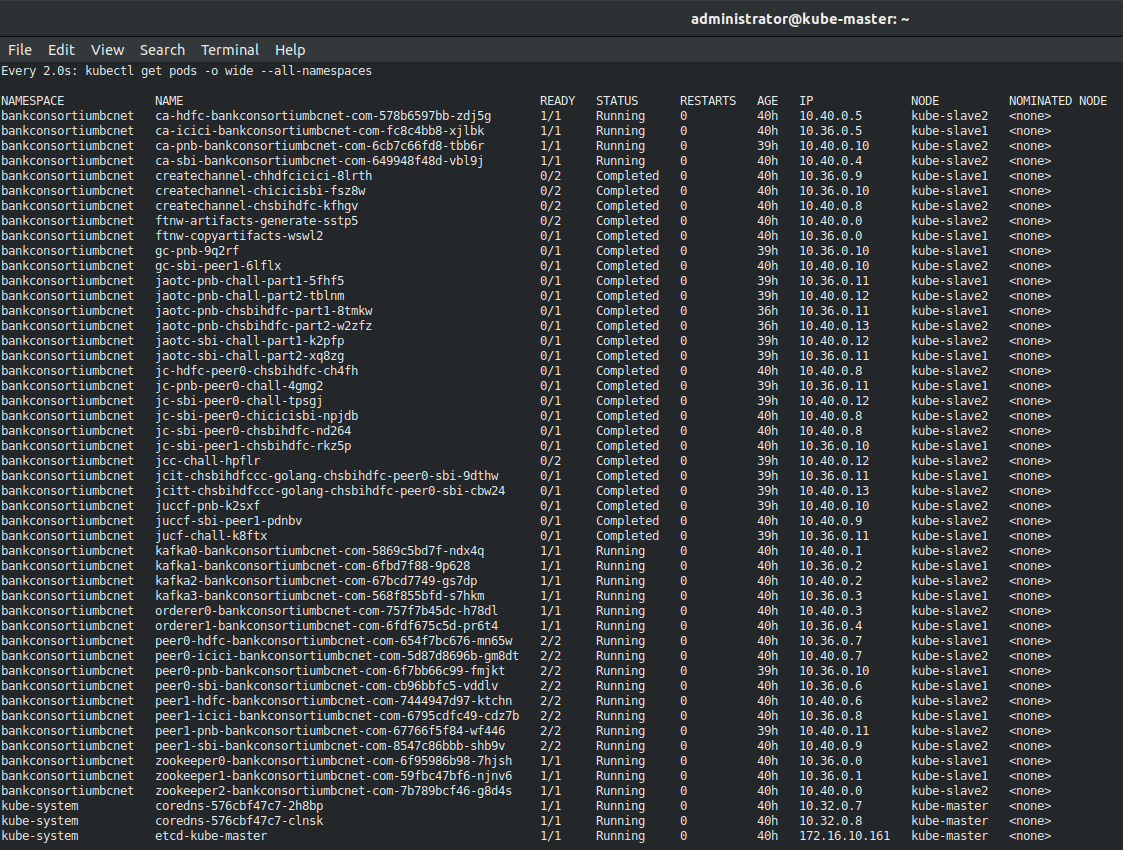 administrator@kube-master: ~
File Edit View Search Terminal Help
Every 2.0s: kubectl get pods -o wide --all-namespaces
NAMESPACE NAME READY STATUS RESTARTS AGE IP NODE NOMINATED NODE
bankconsortiumbcnet ca-hdfc-bankconsortiumbcnet-com-578b6597bb-zdj5g 1/1 Running 0 40h 10.40.0.5 kube-slave2 <none>
bankconsortiumbcnet ca-icici-bankconsortiumbcnet-com-fc8c4bb8-xjlbk 1/1 Running 0 40h 10.36.0.5 kube-slave1 <none>
bankconsortiumbcnet ca-pnb-bankconsortiumbcnet-com-6cb7c66fd8-tbb6r 1/1 Running 0 39h 10.40.0.10 kube-slave2 <none>
bankconsortiumbcnet ca-sbi-bankconsortiumbcnet-com-649948f48d-vbl9j 1/1 Running 0 40h 10.40.0.4 kube-slave2 <none>
bankconsortiumbcnet createchannel-chhdfcicici-8lrth 0/2 Completed 0 40h 10.36.0.9 kube-slave1 <none>
bankconsortiumbcnet createchannel-chicicisbi-fsz8w 0/2 Completed 0 40h 10.36.0.10 kube-slave1 <none>
bankconsortiumbcnet createchannel-chsbihdfc-kfhgv 0/2 Completed 0 40h 10.40.0.8 kube-slave2 <none>
bankconsortiumbcnet ftnw-artifacts-generate-sstp5 0/2 Completed 0 40h 10.40.0.0 kube-slave2 <none>
bankconsortiumbcnet ftnw-copyartifacts-wswl2 0/1 Completed 0 40h 10.36.0.0 kube-slave1 <none>
bankconsortiumbcnet gc-pnb-9q2rf 0/1 Completed 0 39h 10.36.0.10 kube-slave1 <none>
bankconsortiumbcnet gc-sbi-peer1-6lflx 0/1 Completed 0 40h 10.40.0.10 kube-slave2 <none>
bankconsortiumbcnet jaotc-pnb-chall-part1-5fhf5 0/1 Completed 0 39h 10.36.0.11 kube-slave1 <none>
bankconsortiumbcnet jaotc-pnb-chall-part2-tblnm 0/1 Completed 0 39h 10.40.0.12 kube-slave2 <none>
bankconsortiumbcnet jaotc-pnb-chsbihdfc-part1-8tmkw 0/1 Completed 0 36h 10.36.0.11 kube-slave1 <none>
bankconsortiumbcnet jaotc-pnb-chsbihdfc-part2-w2zfz 0/1 Completed 0 36h 10.40.0.13 kube-slave2 <none>
bankconsortiumbcnet jaotc-sbi-chall-part1-k2pfp 0/1 Completed 0 39h 10.40.0.12 kube-slave2 <none>
bankconsortiumbcnet jaotc-sbi-chall-part2-xq8zg 0/1 Completed 0 39h 10.36.0.11 kube-slave1 <none>
bankconsortiumbcnet jc-hdfc-peer0-chsbihdfc-ch4fh 0/1 Completed 0 40h 10.40.0.8 kube-slave2 <none>
bankconsortiumbcnet jc-pnb-peer0-chall-4gmg2 0/1 Completed 0 39h 10.36.0.11 kube-slave1 <none>
bankconsortiumbcnet jc-sbi-peer0-chall-tpsgj 0/1 Completed 0 39h 10.40.0.12 kube-slave2 <none>
bankconsortiumbcnet jc-sbi-peer0-chicicisbi-npjdb 0/1 Completed 0 40h 10.40.0.8 kube-slave2 <none>
bankconsortiumbcnet jc-sbi-peer0-chsbihdfc-nd264 0/1 Completed 0 40h 10.40.0.8 kube-slave2 <none>
bankconsortiumbcnet jc-sbi-peer1-chsbihdfc-rkz5p 0/1 Completed 0 40h 10.36.0.10 kube-slave1 <none>
bankconsortiumbcnet jcc-chall-hpflr 0/2 Completed 0 39h 10.40.0.12 kube-slave2 <none>
bankconsortiumbcnet jcit-chsbihdfccc-golang-chsbihdfc-peer0-sbi-9dthw 0/1 Completed 0 39h 10.36.0.11 kube-slave1 <none>
bankconsortiumbcnet jcitt-chsbihdfccc-golang-chsbihdfc-peer0-sbi-cbw24 0/1 Completed 0 39h 10.40.0.13 kube-slave2 <none>
bankconsortiumbcnet juccf-pnb-k2sxf 0/1 Completed 0 39h 10.40.0.10 kube-slave2 <none>
bankconsortiumbcnet juccf-sbi-peer1-pdnbv 0/1 Completed 0 40h 10.40.0.9 kube-slave2 <none>
bankconsortiumbcnet jucf-chall-k8ftx 0/1 Completed 0 39h 10.36.0.11 kube-slave1 <none>
bankconsortiumbcnet kafka0-bankconsortiumbcnet-com-5869c5bd7f-ndx4q 1/1 Running 0 40h 10.40.0.1 kube-slave2 <none>
bankconsortiumbcnet kafka1-bankconsortiumbcnet-com-6fbd7f88-9p628 1/1 Running 0 40h 10.36.0.2 kube-slave1 <none>
bankconsortiumbcnet kafka2-bankconsortiumbcnet-com-67bcd7749-gs7dp 1/1 Running 0 40h 10.40.0.2 kube-slave2 <none>
bankconsortiumbcnet kafka3-bankconsortiumbcnet-com-568f855bfd-s7hkm 1/1 Running 0 40h 10.36.0.3 kube-slave1 <none>
bankconsortiumbcnet orderer0-bankconsortiumbcnet-com-757f7b45dc-h78dl 1/1 Running 0 40h 10.40.0.3 kube-slave2 <none>
bankconsortiumbcnet orderer1-bankconsortiumbcnet-com-6fdf675c5d-pr6t4 1/1 Running 0 40h 10.36.0.4 kube-slave1 <none>
bankconsortiumbcnet peer0-hdfc-bankconsortiumbcnet-com-654f7bc676-mn65w 2/2 Running 0 40h 10.36.0.7 kube-slave1 <none>
bankconsortiumbcnet peer0-icici-bankconsortiumbcnet-com-5d87d8696b-gm8dt 2/2 Running 0 40h 10.40.0.7 kube-slave2 <none>
bankconsortiumbcnet peer0-pnb-bankconsortiumbcnet-com-6f7bb66c99-fmjkt 2/2 Running 0 39h 10.36.0.10 kube-slave1 <none>
bankconsortiumbcnet peer0-sbi-bankconsortiumbcnet-com-cb96bbfc5-vddlv 2/2 Running 0 40h 10.36.0.6 kube-slave1 <none>
bankconsortiumbcnet peer1-hdfc-bankconsortiumbcnet-com-7444947d97-ktchn 2/2 Running 0 40h 10.40.0.6 kube-slave2 <none>
bankconsortiumbcnet peer1-icici-bankconsortiumbcnet-com-6795cdfc49-cdz7b 2/2 Running 0 40h 10.36.0.8 kube-slave1 <none>
bankconsortiumbcnet peer1-pnb-bankconsortiumbcnet-com-67766f5f84-wf446 2/2 Running 0 39h 10.40.0.11 kube-slave2 <none>
bankconsortiumbcnet peer1-sbi-bankconsortiumbcnet-com-8547c86bbb-shb9v 2/2 Running 0 40h 10.40.0.9 kube-slave2 <none>
bankconsortiumbcnet zookeeper0-bankconsortiumbcnet-com-6f95986b98-7hjsh 1/1 Running 0 40h 10.36.0.0 kube-slave1 <none>
bankconsortiumbcnet zookeeper1-bankconsortiumbcnet-com-59fbc47bf6-njnv6 1/1 Running 0 40h 10.36.0.1 kube-slave1 <none>
bankconsortiumbcnet zookeeper2-bankconsortiumbcnet-com-7b789bcf46-g8d4s 1/1 Running 0 40h 10.40.0.0 kube-slave2 <none>
kube-system coredns-576cbf47c7-2h8bp 1/1 Running 0 40h 10.32.0.7 kube-master <none>
kube-system coredns-576cbf47c7-clnsk 1/1 Running 0 40h 10.32.0.8 kube-master <none>
kube-system etcd-kube-master 1/1 Running 0 40h 172.16.10.161 kube-master <none>